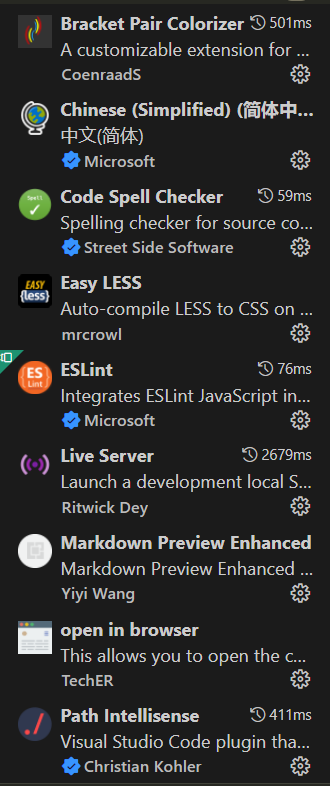 Bracket Pair Colorizer 501ms
A customizable extension for ...
CoenraadS
Chinese (Simplified) (简体中...
中文(简体)
Microsoft
Spell
Code Spell Checker 59ms
Spelling checker for source co...
Street Side Software
EASY
{less}
Easy LESS
Auto-compile LESS to CSS on ...
mrcrowl
ES
Lint
ESLint 76ms
Integrates ESLint JavaScript in...
Microsoft
Live Server 2679ms
Launch a development local S...
Ritwick Dey
Markdown Preview Enhanced
Markdown Preview Enhanced ...
Yiyi Wang
open in browser
This allows you to open the c...
TechER
./
Path Intellisense 411ms
Visual Studio Code plugin tha...
Christian Kohler